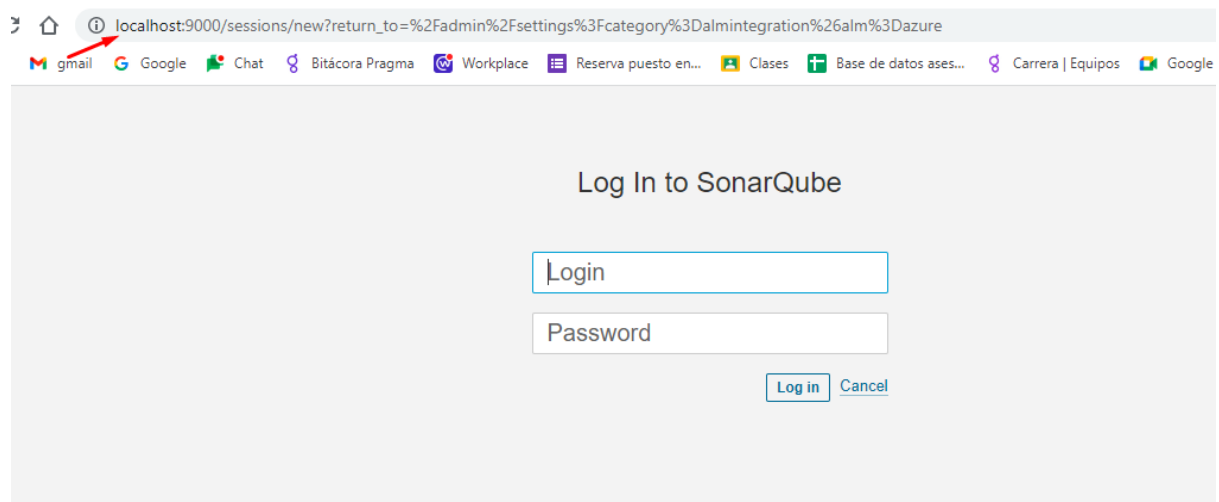 localhost:9000/sessions/new?return_to=%2Fadmin%2Fsettings%3Fcategory%3Dalmintegration%26alm%3Dazure
gmail Google Chat Bitácora Pragma Workplace Reserva puesto en... Clases Base de datos ases... Carrera | Equipos Google
Log In to SonarQube
Login
Password
Log in Cancel